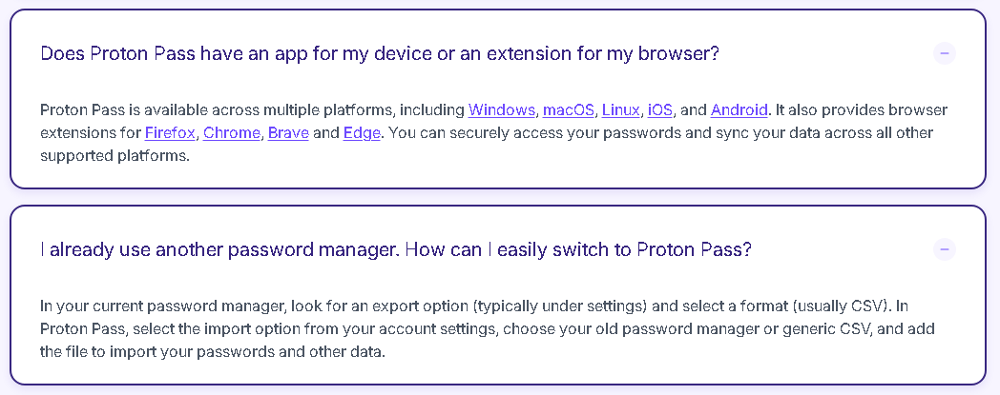 Does Proton Pass have an app for my device or an extension for my browser?
Proton Pass is available across multiple platforms, including Windows, macOS, Linux, iOS, and Android. It also provides browser
extensions for Firefox, Chrome, Brave and Edge. You can securely access your passwords and sync your data across all other
supported platforms.
I already use another password manager. How can I easily switch to Proton Pass?
In your current password manager, look for an export option (typically under settings) and select a format (usually CSV). In
Proton Pass, select the import option from your account settings, choose your old password manager or generic CSV, and add
the file to import your passwords and other data.